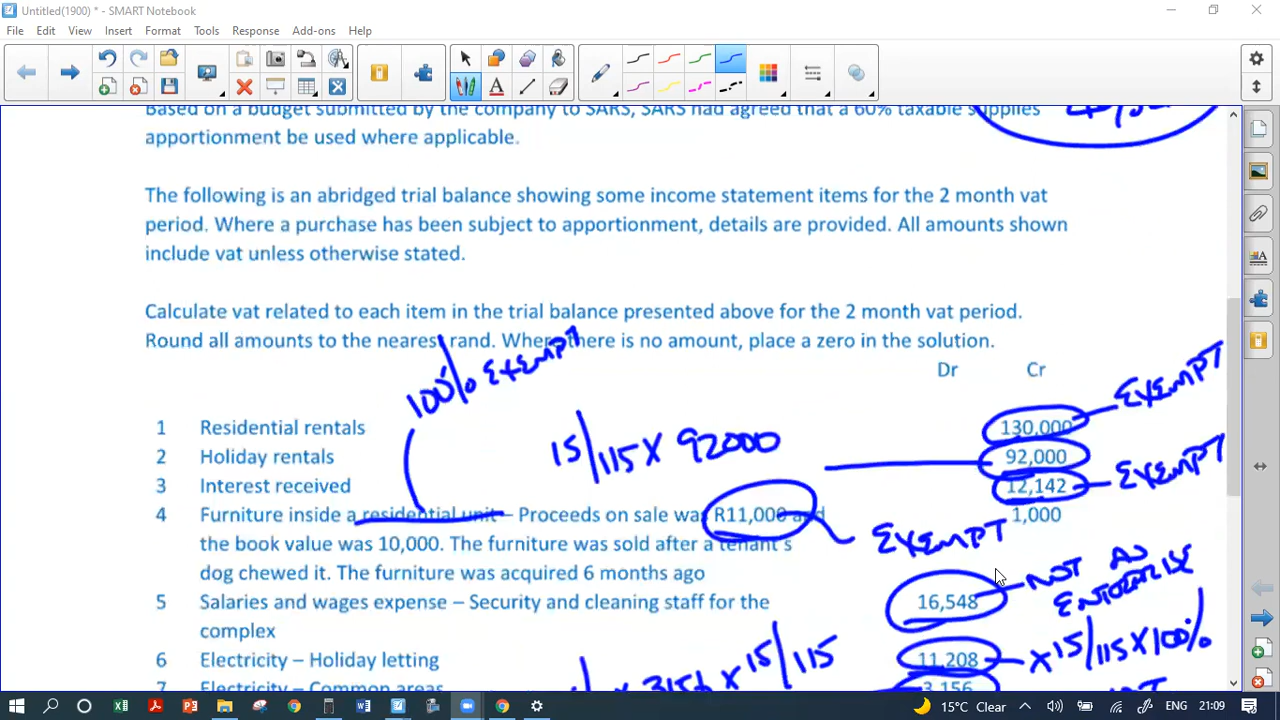 Untitled(1900) * - SMART Notebook
File Edit View Insert Format Tools Response Add-ons Help
Based on a budget submitted by the company to SARS, SARS had agreed that a 60% taxable supplies
apportionment be used where applicable.
The following is an abridged trial balance showing some income statement items for the 2 month vat
period. Where a purchase has been subject to apportionment, details are provided. All amounts shown
include vat unless otherwise stated.
Calculate vat related to each item in the trial balance presented above for the 2 month vat period.
Round all amounts to the nearest rand. Where there is no amount, place a zero in the solution.
100% EXEMPT
Dr Cr
EXEMPT
1 Residential rentals 130,000
15/115 X 92000
2 Holiday rentals 92,000
3 Interest received 12,142 EXEMPT
4 Furniture inside a residential unit – Proceeds on sale was R11,000 and 1,000
the book value was 10,000. The furniture was sold after a tenant's
EXEMPT
dog chewed it. The furniture was acquired 6 months ago
NOT AN
ENTERPRISE
5 Salaries and wages expense – Security and cleaning staff for the 16,548
complex
6 Electricity – Holiday letting 11,208 X 15/115 X 100%
X 3156 X 15/115
7 Electricity – Common areas 3,156
NOT
15°C Clear ENG 21:09